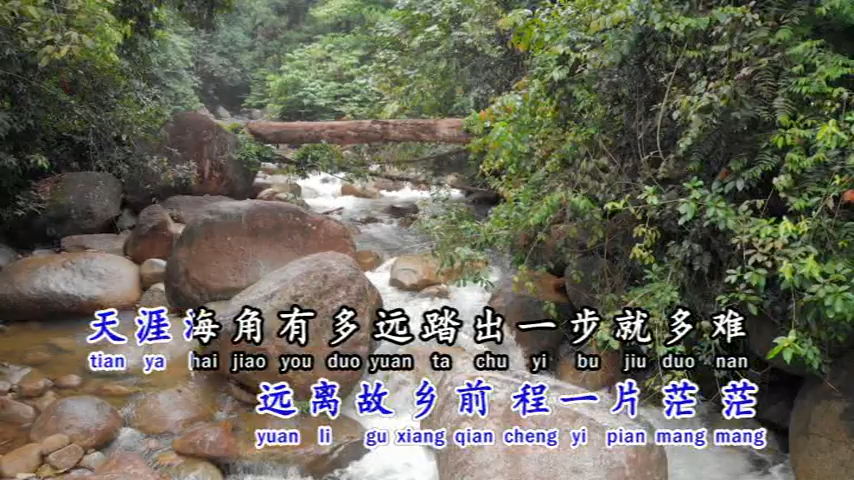 天涯海角有多远踏出一步就多难
tian ya hai jiao you duo yuan ta chu yi bu jiu duo nan
远离故乡前程一片茫茫
yuan li gu xiang qian cheng yi pian mang mang